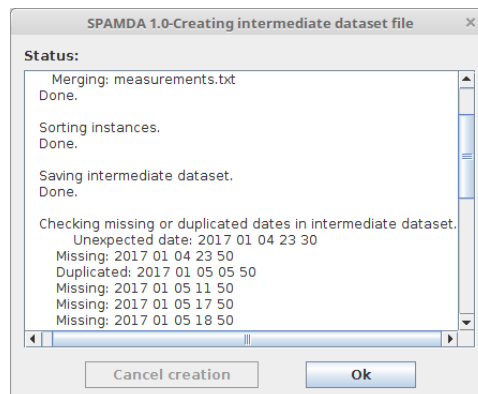 SPAMDA 1.0-Creating intermediate dataset file
Status:
Merging: measurements.txt
Done.
Sorting instances.
Done.
Saving intermediate dataset.
Done.
Checking missing or duplicated dates in intermediate dataset.
Unexpected date: 2017 01 04 23 30
Missing: 2017 01 04 23 50
Duplicated: 2017 01 05 05 50
Missing: 2017 01 05 11 50
Missing: 2017 01 05 17 50
Missing: 2017 01 05 18 50
Cancel creation
Ok